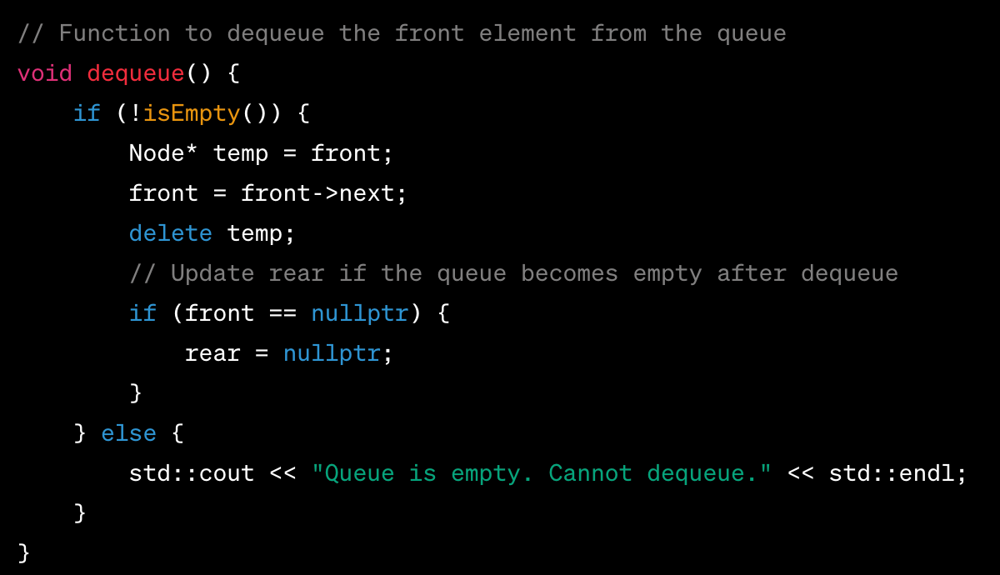 // Function to dequeue the front element from the queue
void dequeue() {
    if (!isEmpty()) {
        Node* temp = front;
        front = front->next;
        delete temp;
        // Update rear if the queue becomes empty after dequeue
        if (front == nullptr) {
            rear = nullptr;
        }
    } else {
        std::cout << "Queue is empty. Cannot dequeue." << std::endl;
    }
}